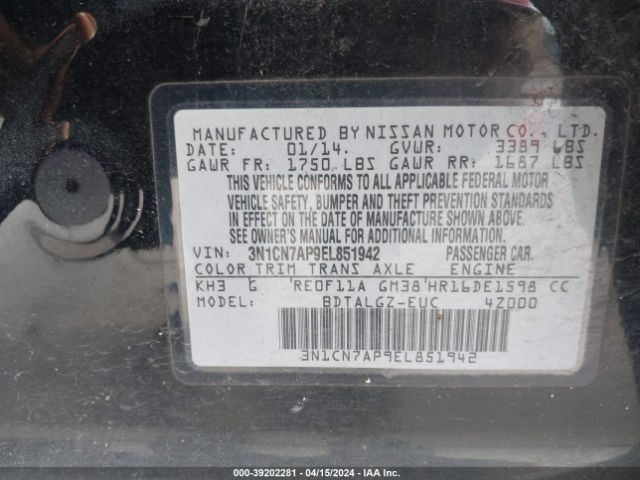 MANUFACTURED BY NISSAN MOTOR CO., LTD.
DATE: 01/14. GVWR: 3389 LBS
GAWR FR: 1750 LBS GAWR RR: 1687 LBS
THIS VEHICLE CONFORMS TO ALL APPLICABLE FEDERAL MOTOR
VEHICLE SAFETY, BUMPER AND THEFT PREVENTION STANDARDS
IN EFFECT ON THE DATE OF MANUFACTURE SHOWN ABOVE.
SEE OWNER'S MANUAL FOR ADDITIONAL INFORMATION.
VIN: 3N1CN7AP9EL851942 PASSENGER CAR.
COLOR TRIM TRANS AXLE ENGINE
KH3 G RE0F11A GM38 HR16DE1598 CC
MODEL: BDTALGZ-EUC 4Z000
3N1CN7AP9EL851942
000-39202281 - 04/15/2024 - IAA Inc.